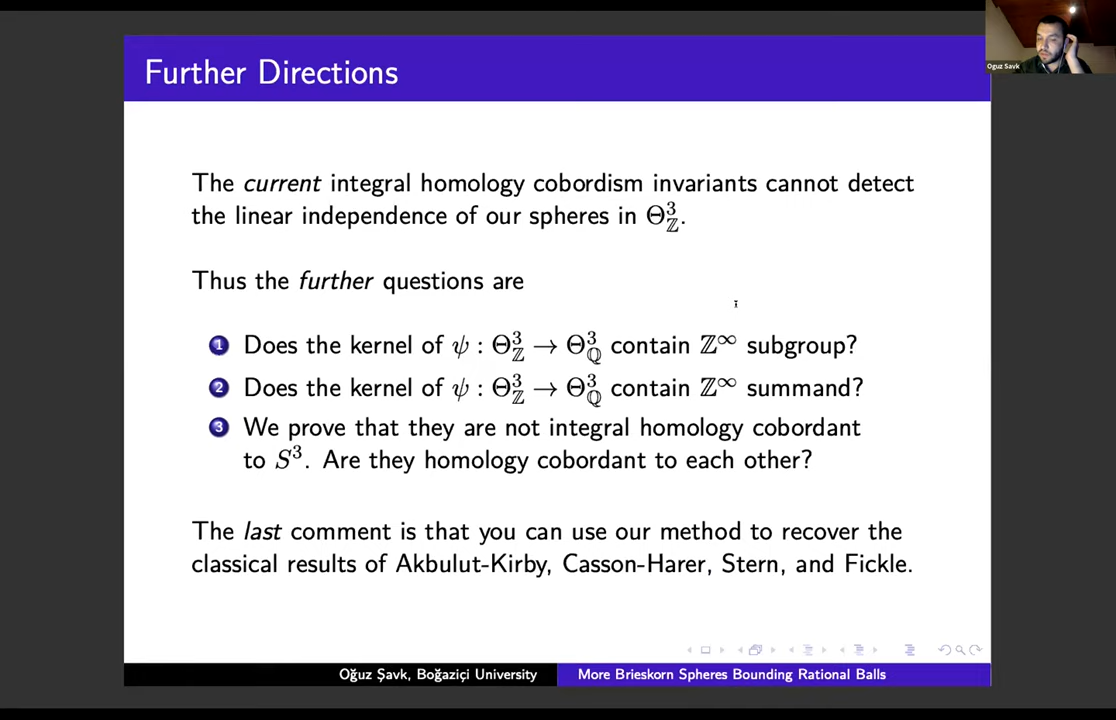 Further Directions
Oguz Savk
The current integral homology cobordism invariants cannot detect
the linear independence of our spheres in Θ³_ℤ.
Thus the further questions are
1 Does the kernel of ψ : Θ³_ℤ → Θ³_ℚ contain ℤ^∞ subgroup?
2 Does the kernel of ψ : Θ³_ℤ → Θ³_ℚ contain ℤ^∞ summand?
3 We prove that they are not integral homology cobordant
to S³. Are they homology cobordant to each other?
The last comment is that you can use our method to recover the
classical results of Akbulut-Kirby, Casson-Harer, Stern, and Fickle.
Oğuz Şavk, Boğaziçi University
More Brieskorn Spheres Bounding Rational Balls